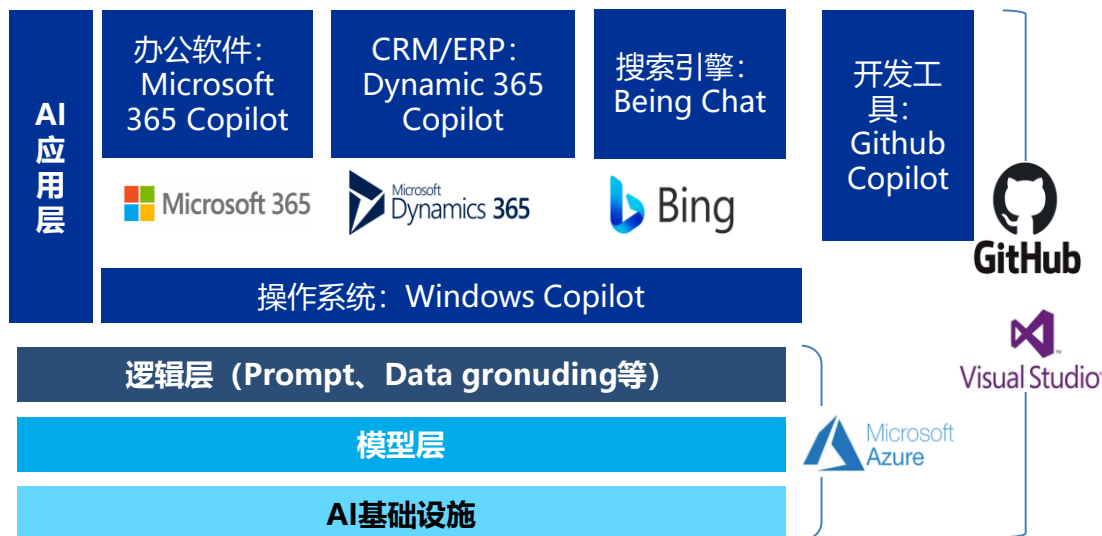 AI
应
用
层
办公软件：
Microsoft
365 Copilot
CRM/ERP：
Dynamic 365
Copilot
搜索引擎：
Being Chat
开发工
具：
Github
Copilot
Microsoft 365
Microsoft
Dynamics 365
Bing
GitHub
操作系统：Windows Copilot
Visual Studio
逻辑层（Prompt、Data gronuding等）
模型层
Microsoft
Azure
AI基础设施